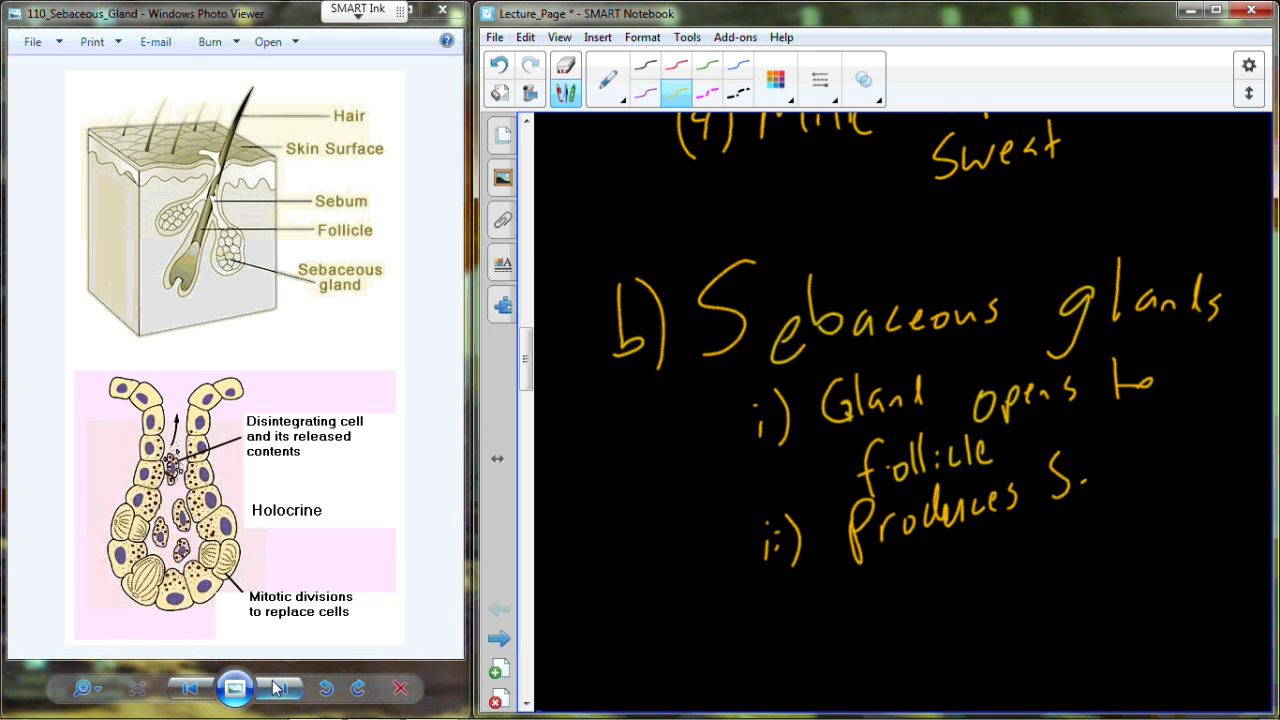 110_Sebaceous_Gland - Windows Photo Viewer
SMART Ink
File Print E-mail Burn Open
Hair
Skin Surface
Sebum
Follicle
Sebaceous
gland
Disintegrating cell
and its released
contents
Holocrine
Mitotic divisions
to replace cells
Lecture_Page * - SMART Notebook
File Edit View Insert Format Tools Add-ons Help
(4) Milk
Sweat
b) Sebaceous glands
i) Gland opens to
follicle
ii) Produces S